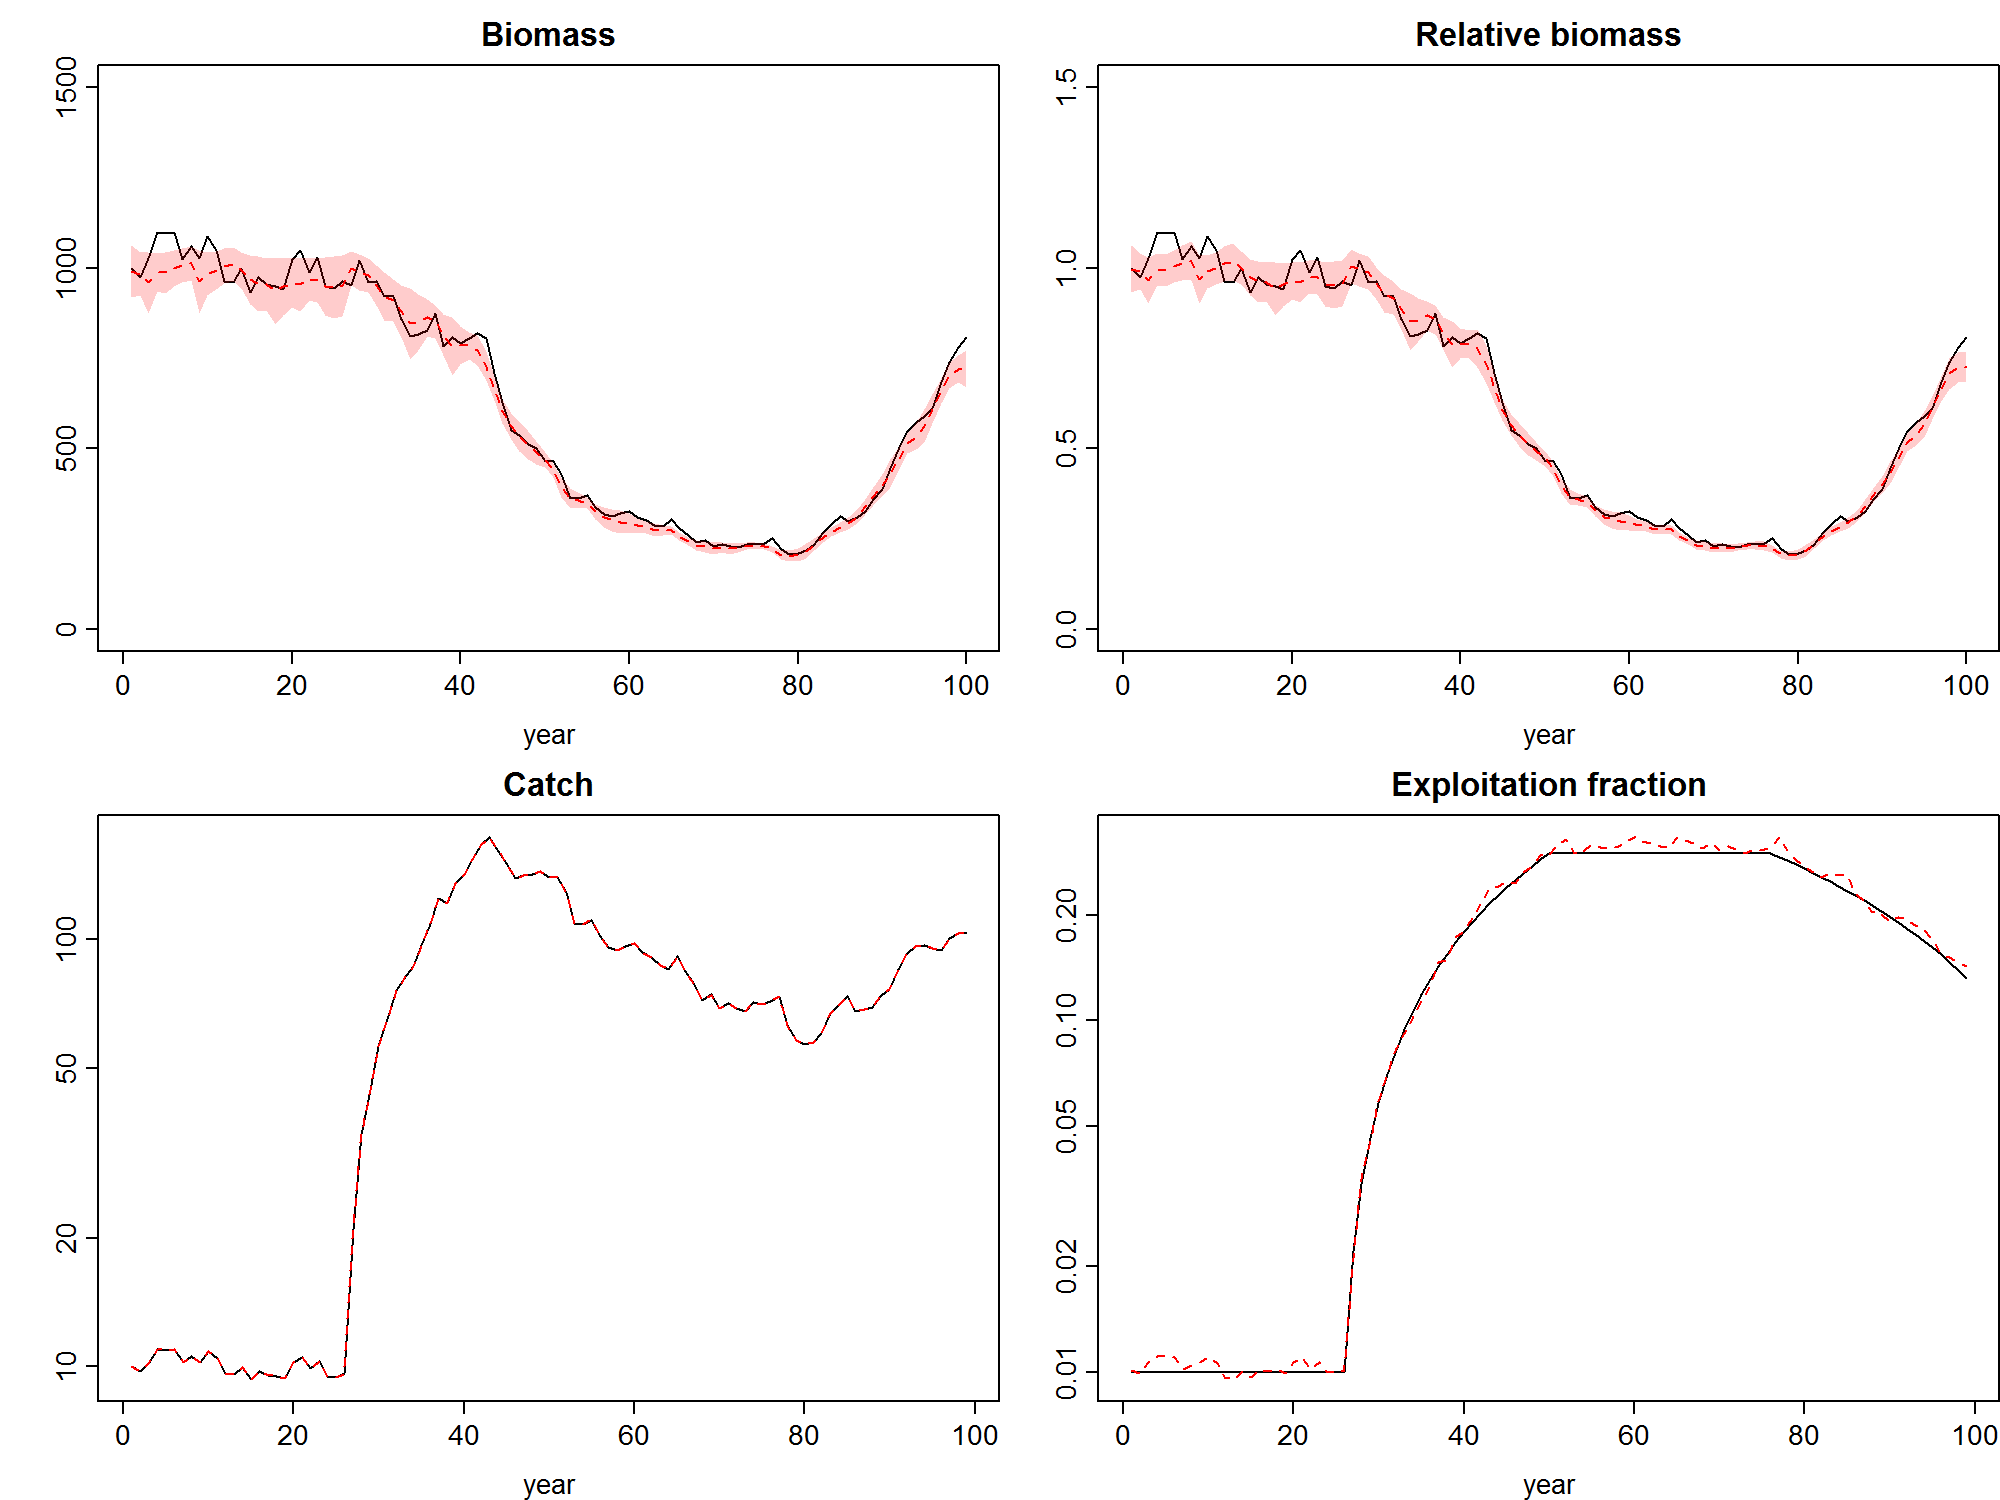 Biomass
1500
1000
500
0
0 20 40 60 80 100
year
Relative biomass
1.5
1.0
0.5
0.0
0 20 40 60 80 100
year
Catch
100
50
20
10
0 20 40 60 80 100
year
Exploitation fraction
0.20
0.10
0.05
0.02
0.01
0 20 40 60 80 100
year